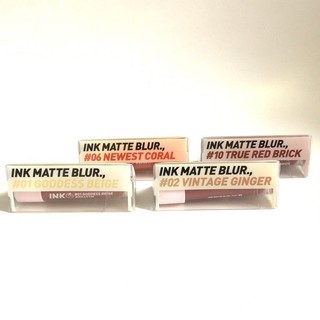 INK MATTE BLUR.,
#06 NEWEST CORAL
INK MATTE BLUR.,
#10 TRUE RED BRICK
INK MATTE BLUR.,
#01 GODDESS BEIGE
INK
INK MATTE BLUR.,
#02 VINTAGE GINGER